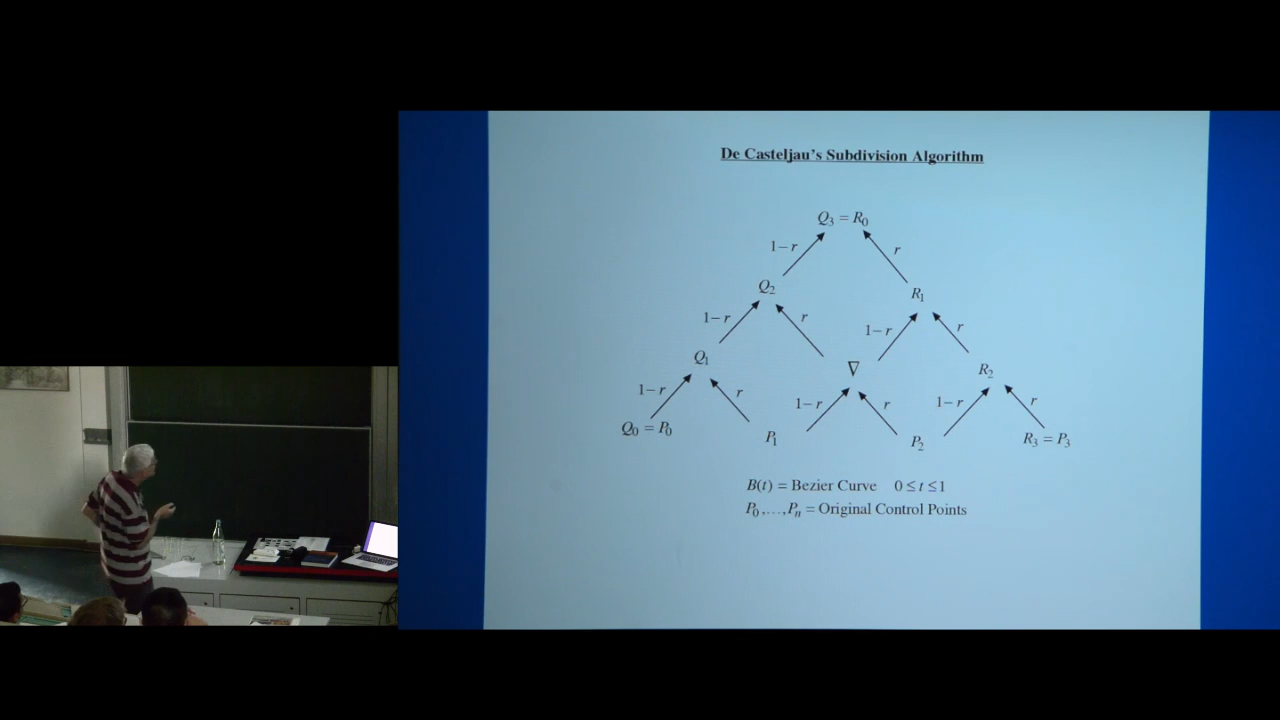 De Casteljau's Subdivision Algorithm
Q₃ = R₀
1−r r
Q₂ R₁
1−r r 1−r r
Q₁ ∇ R₂
1−r r 1−r r 1−r r
Q₀ = P₀ P₁ P₂ R₃ = P₃
B(t) = Bezier Curve 0 ≤ t ≤ 1
P₀,…,Pₙ = Original Control Points